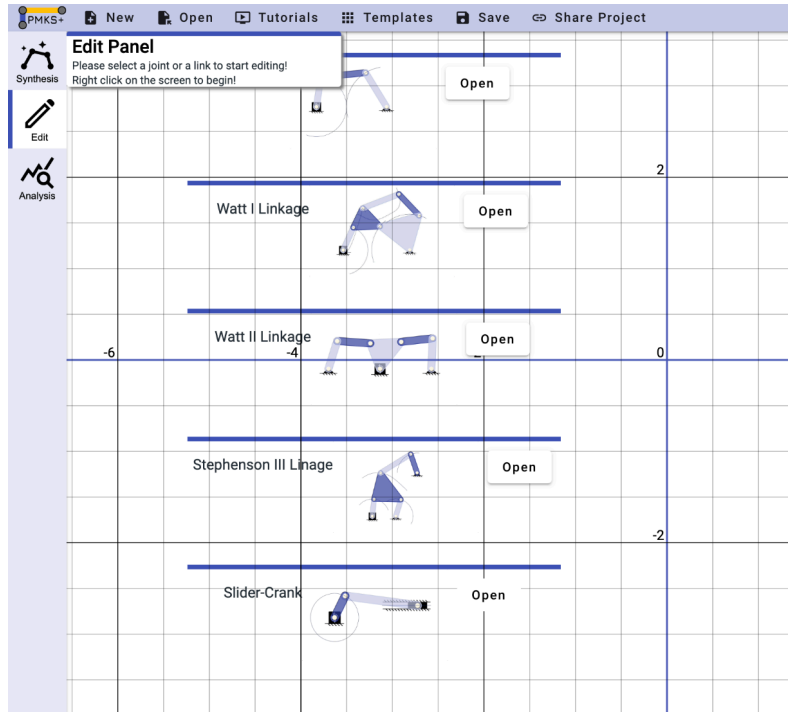 PMKS+ New Open Tutorials Templates Save Share Project
Synthesis
Edit
Analysis
Edit Panel
Please select a joint or a link to start editing!
Right click on the screen to begin!
Open
2
Watt I Linkage Open
Watt II Linkage Open
-6 -4 0
Stephenson III Linage Open
-2
Slider-Crank Open